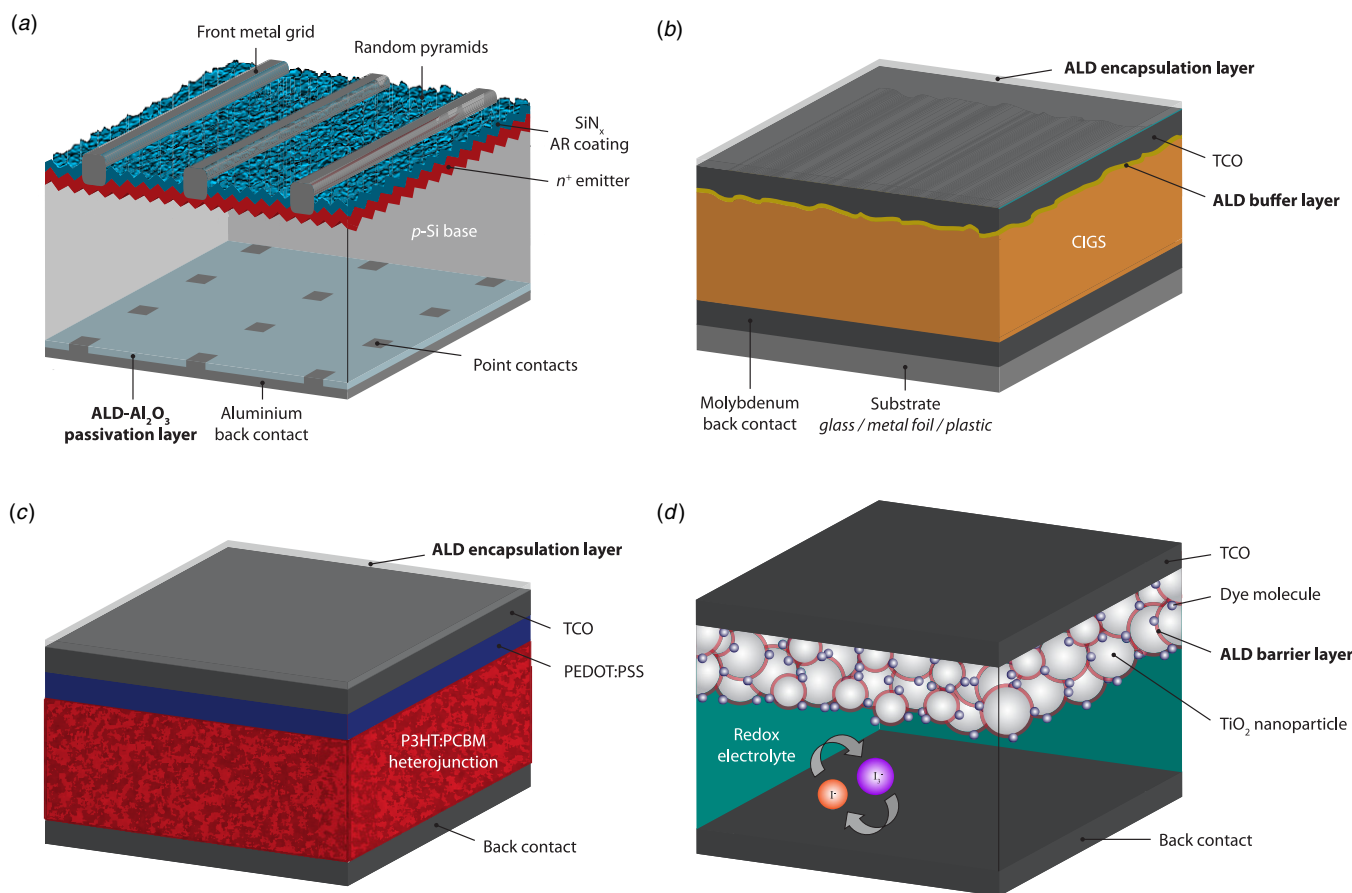 (a)
Front metal grid
Random pyramids
SiNₓ
AR coating
n⁺ emitter
p-Si base
Point contacts
ALD-Al₂O₃
passivation layer
Aluminium
back contact
(b)
ALD encapsulation layer
TCO
ALD buffer layer
CIGS
Molybdenum
back contact
Substrate
glass / metal foil / plastic
(c)
ALD encapsulation layer
TCO
PEDOT:PSS
P3HT:PCBM
heterojunction
Back contact
(d)
TCO
Dye molecule
ALD barrier layer
TiO₂ nanoparticle
Redox
electrolyte
I₃⁻
I⁻
Back contact